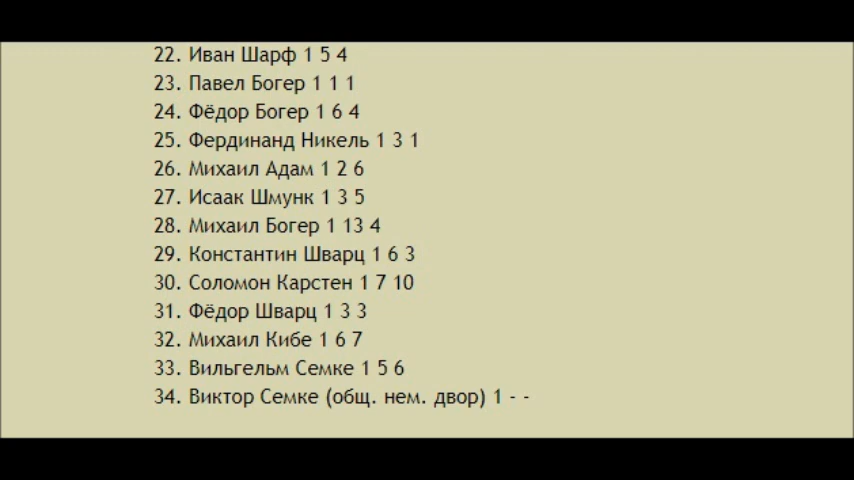 22. Иван Шарф 1 5 4
23. Павел Богер 1 1 1
24. Фёдор Богер 1 6 4
25. Фердинанд Никель 1 3 1
26. Михаил Адам 1 2 6
27. Исаак Шмунк 1 3 5
28. Михаил Богер 1 13 4
29. Константин Шварц 1 6 3
30. Соломон Карстен 1 7 10
31. Фёдор Шварц 1 3 3
32. Михаил Кибе 1 6 7
33. Вильгельм Семке 1 5 6
34. Виктор Семке (общ. нем. двор) 1 - -